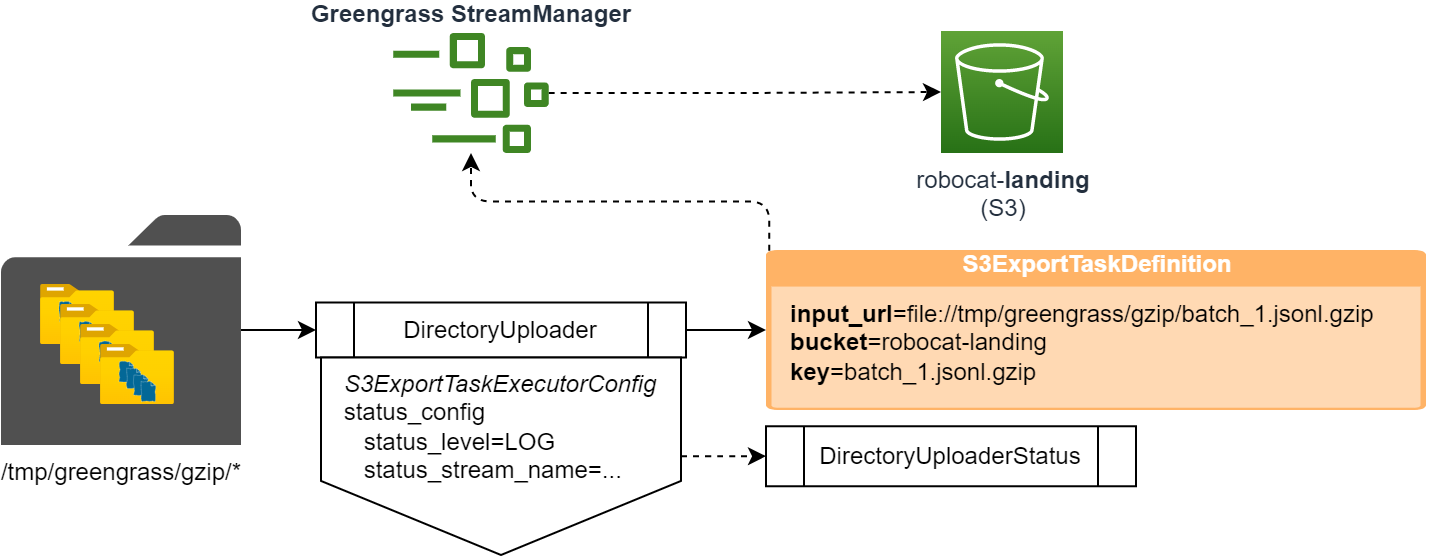 Greengrass StreamManager
robocat-landing
(S3)
S3ExportTaskDefinition
input_url=file://tmp/greengrass/gzip/batch_1.jsonl.gzip
bucket=robocat-landing
key=batch_1.jsonl.gzip
DirectoryUploader
S3ExportTaskExecutorConfig
status_config
status_level=LOG
status_stream_name=...
DirectoryUploaderStatus
/tmp/greengrass/gzip/*